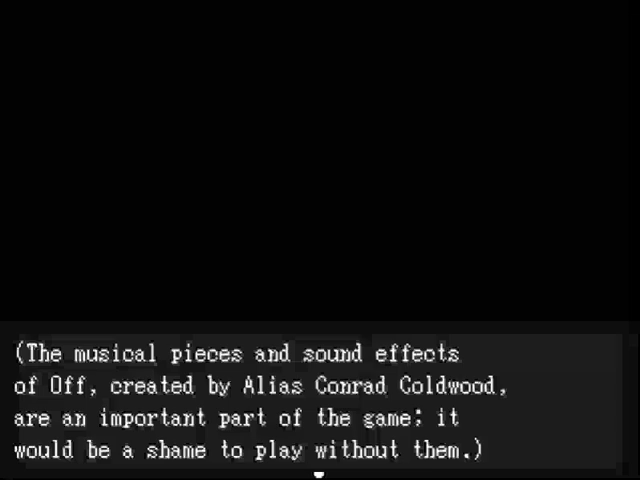 (The musical pieces and sound effects
of Off, created by Alias Conrad Coldwood,
are an important part of the game; it
would be a shame to play without them.)